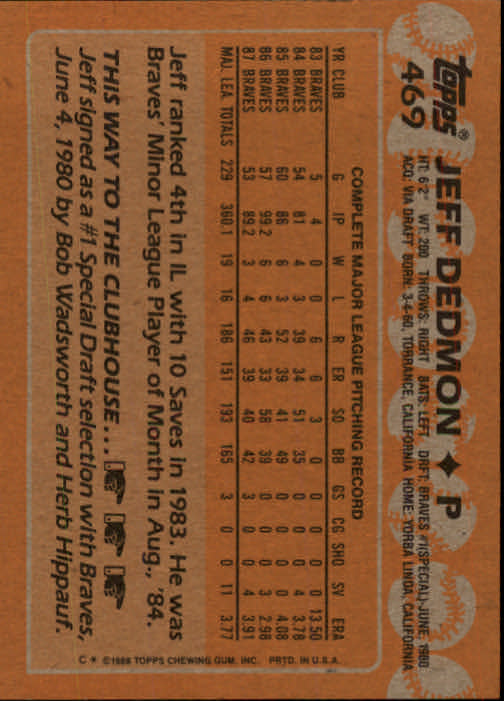 topps®
469
JEFF DEDMON ♦ P
HT: 6'2" WT: 200 THROWS: RIGHT BATS: LEFT DRFT: BRAVES #1(SPECIAL)-JUNE, 1980
ACQ: VIA DRAFT BORN: 3-4-60, TORRANCE, CALIFORNIA HOME: YORBA LINDA, CALIFORNIA
COMPLETE MAJOR LEAGUE PITCHING RECORD
YR CLUB G IP W L R ER SO BB GS CG SHO SV ERA
83 BRAVES 5 4 0 0 6 6 3 0 0 0 0 0 13.50
84 BRAVES 54 81 4 3 39 34 51 35 0 0 0 4 3.78
85 BRAVES 60 86 6 3 52 39 41 49 0 0 0 0 4.08
86 BRAVES 57 99.2 6 6 43 33 58 39 0 0 0 3 2.98
87 BRAVES 53 89.2 3 4 46 39 40 42 3 0 0 4 3.91
MAJ. LEA. TOTALS 229 360.1 19 16 186 151 193 165 3 0 0 11 3.77
Jeff ranked 4th in IL with 10 Saves in 1983. He was
Braves' Minor League Player of Month in Aug., '84.
THIS WAY TO THE CLUBHOUSE...
Jeff signed as a #1 Special Draft selection with Braves,
June 4, 1980 by Bob Wadsworth and Herb Hippauf.
C* ©1988 TOPPS CHEWING GUM, INC. PRTD. IN U.S.A.